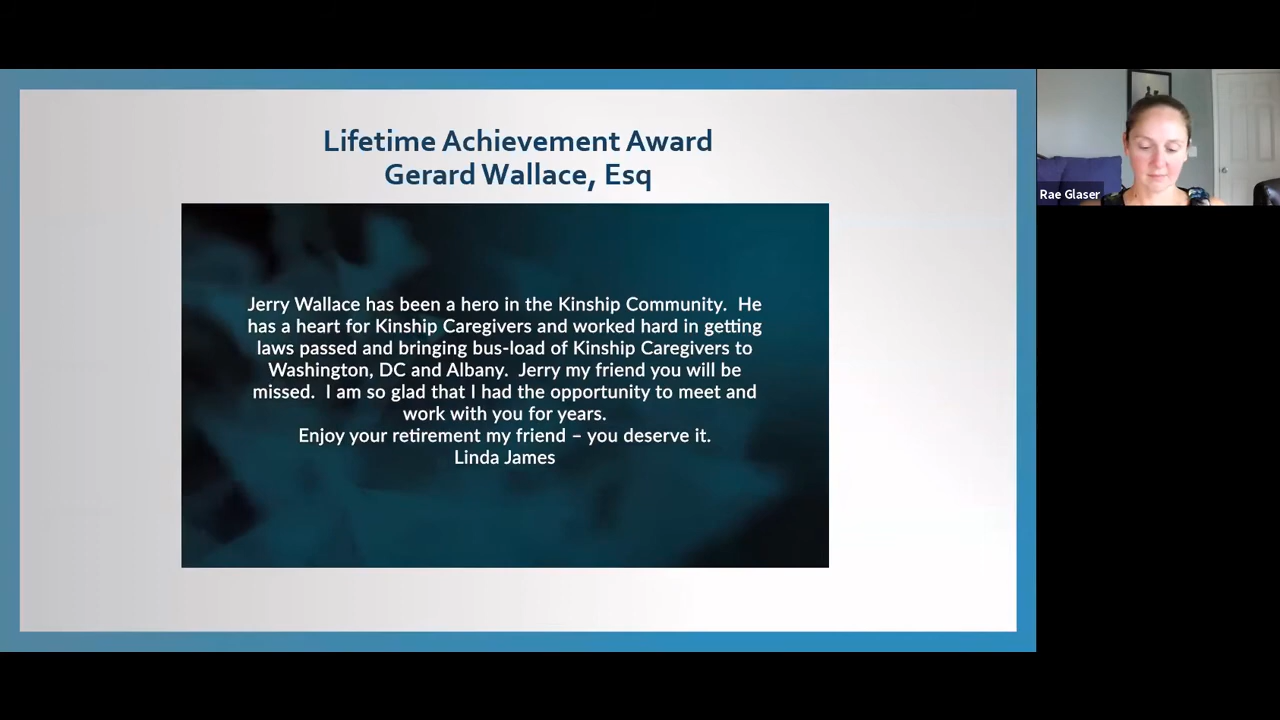 Lifetime Achievement Award
Gerard Wallace, Esq
Jerry Wallace has been a hero in the Kinship Community.  He
has a heart for Kinship Caregivers and worked hard in getting
laws passed and bringing bus-load of Kinship Caregivers to
Washington, DC and Albany.  Jerry my friend you will be
missed.  I am so glad that I had the opportunity to meet and
work with you for years.
Enjoy your retirement my friend – you deserve it.
Linda James
Rae Glaser